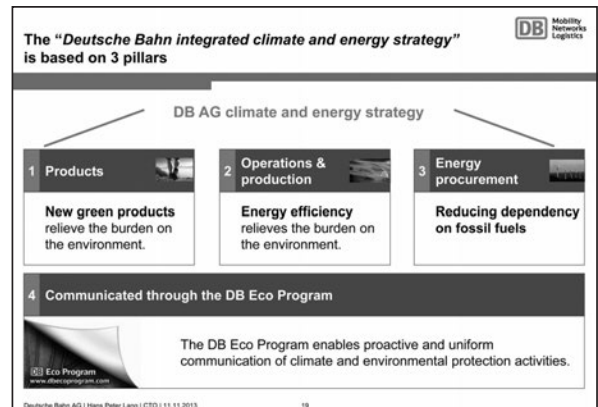 The “Deutsche Bahn integrated climate and energy strategy”
is based on 3 pillars
DB
Mobility
Networks
Logistics
DB AG climate and energy strategy
1 Products
New green products
relieve the burden on
the environment.
2 Operations &
production
Energy efficiency
relieves the burden on
the environment.
3 Energy
procurement
Reducing dependency
on fossil fuels
4 Communicated through the DB Eco Program
DB Eco Program
www.dbecoprogram.com
The DB Eco Program enables proactive and uniform
communication of climate and environmental protection activities.
Deutsche Bahn AG | Hans Peter Lang | CTO | 11.11.2013
19